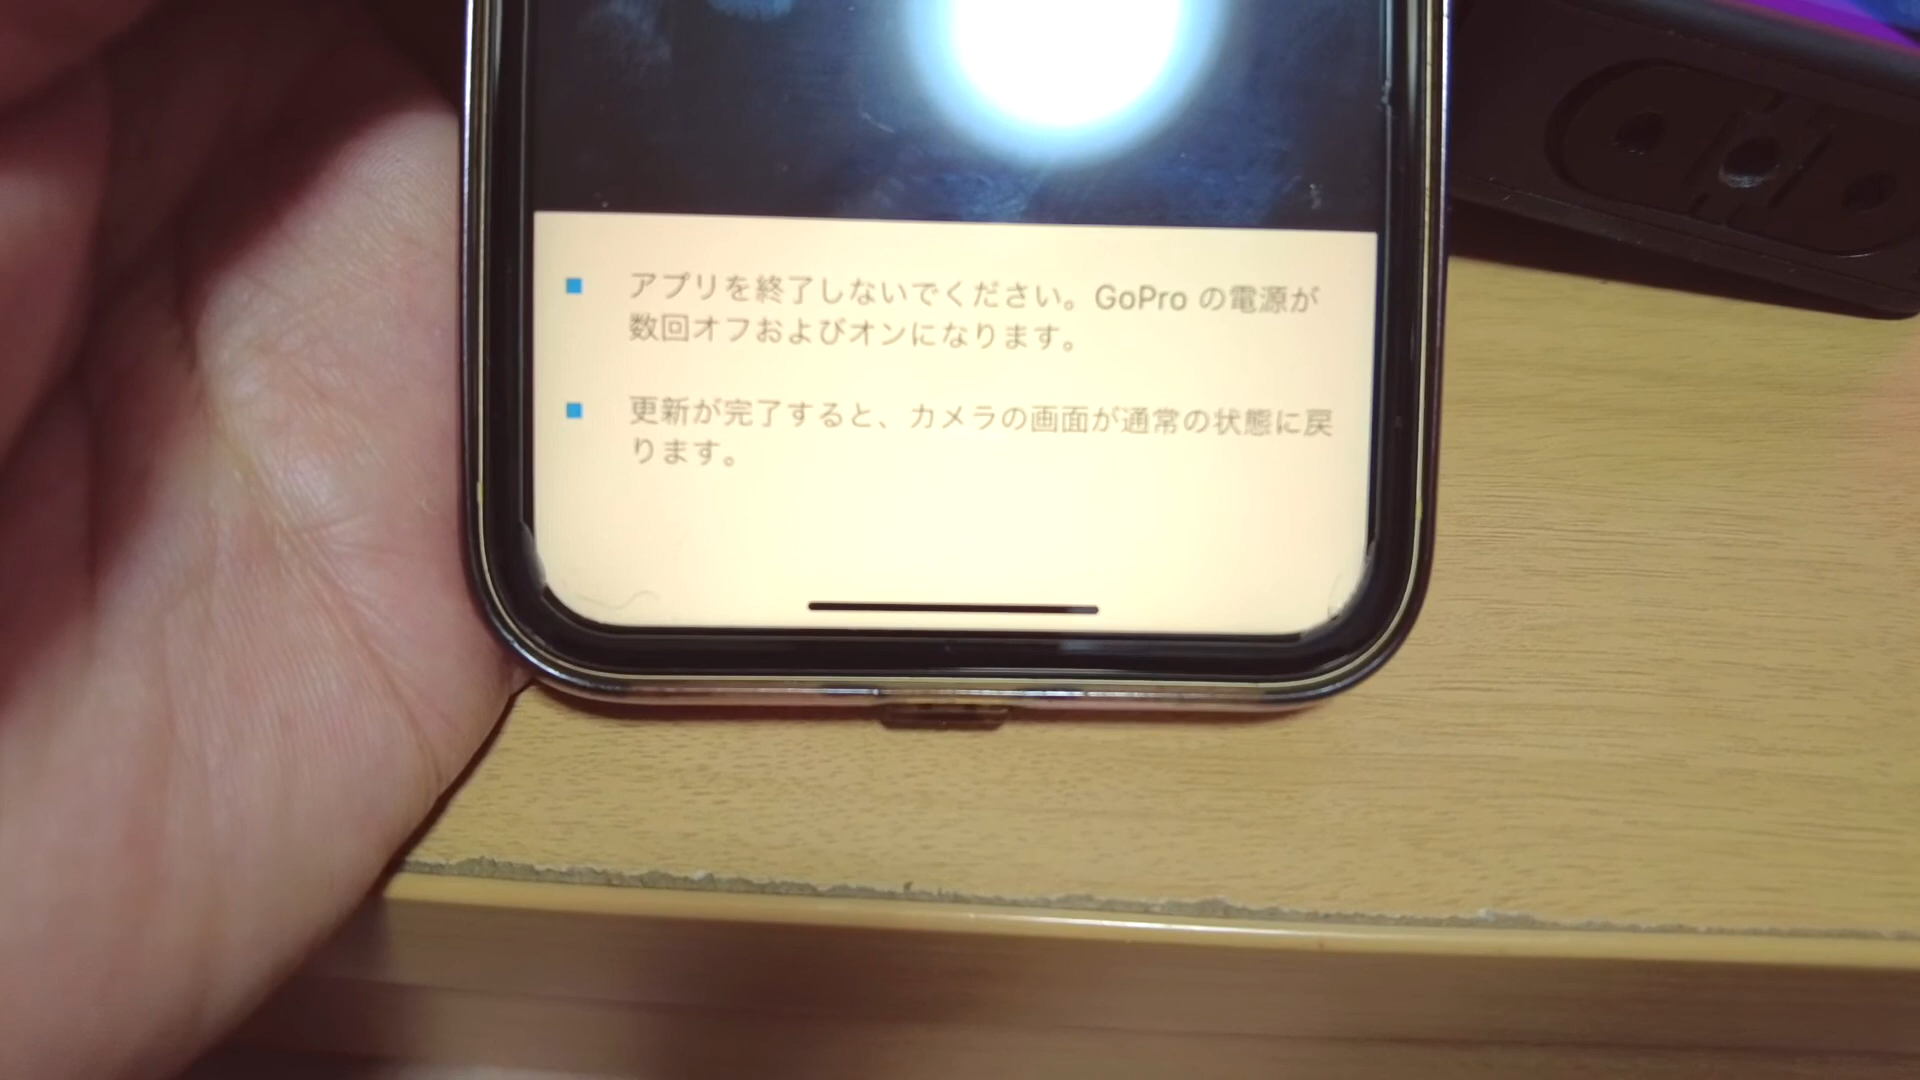 アプリを終了しないでください。GoPro の電源が
数回オフおよびオンになります。
更新が完了すると、カメラの画面が通常の状態に戻
ります。